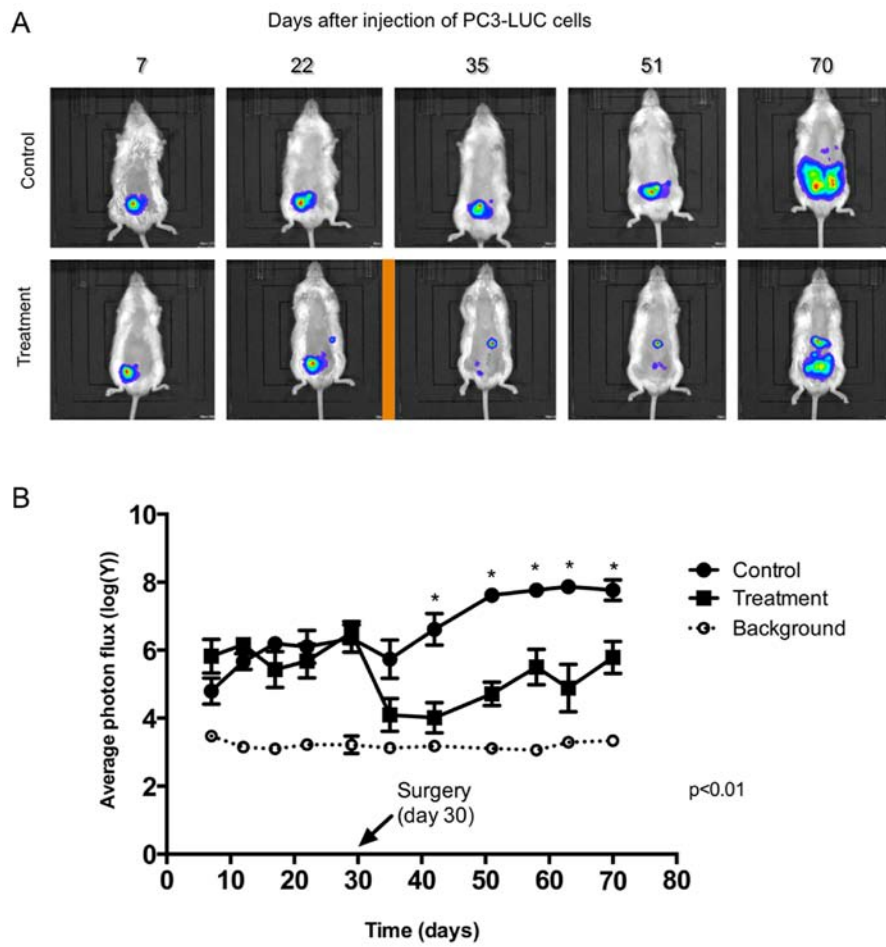 A
Days after injection of PC3-LUC cells
7 22 35 51 70
Control
Treatment
B
Average photon flux (log(Y))
10
8
6
4
2
0
* * * * *
Control
Treatment
Background
Surgery
(day 30)
p<0.01
0 10 20 30 40 50 60 70 80
Time (days)